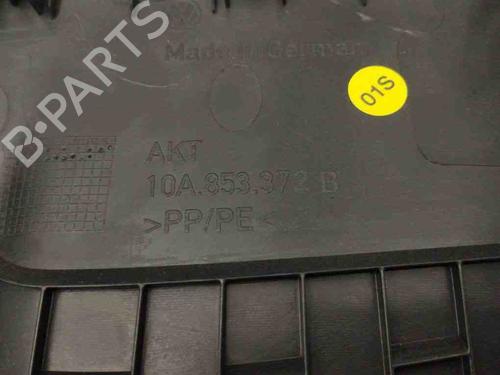 Made in Germany
01S
B-PARTS
AKT
10A.853.372 B
>PP/PE<